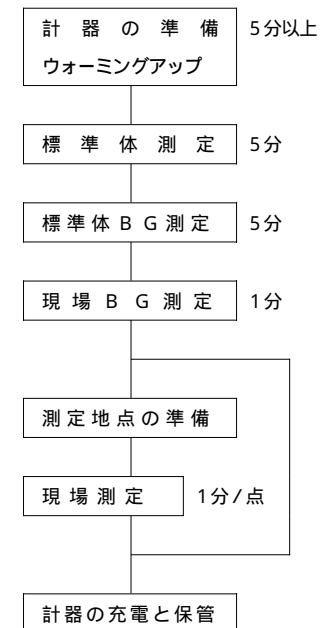 計器の準備 5分以上
ウォーミングアップ
標準体測定 5分
標準体BG測定 5分
現場BG測定 1分
測定地点の準備
現場測定 1分/点
計器の充電と保管